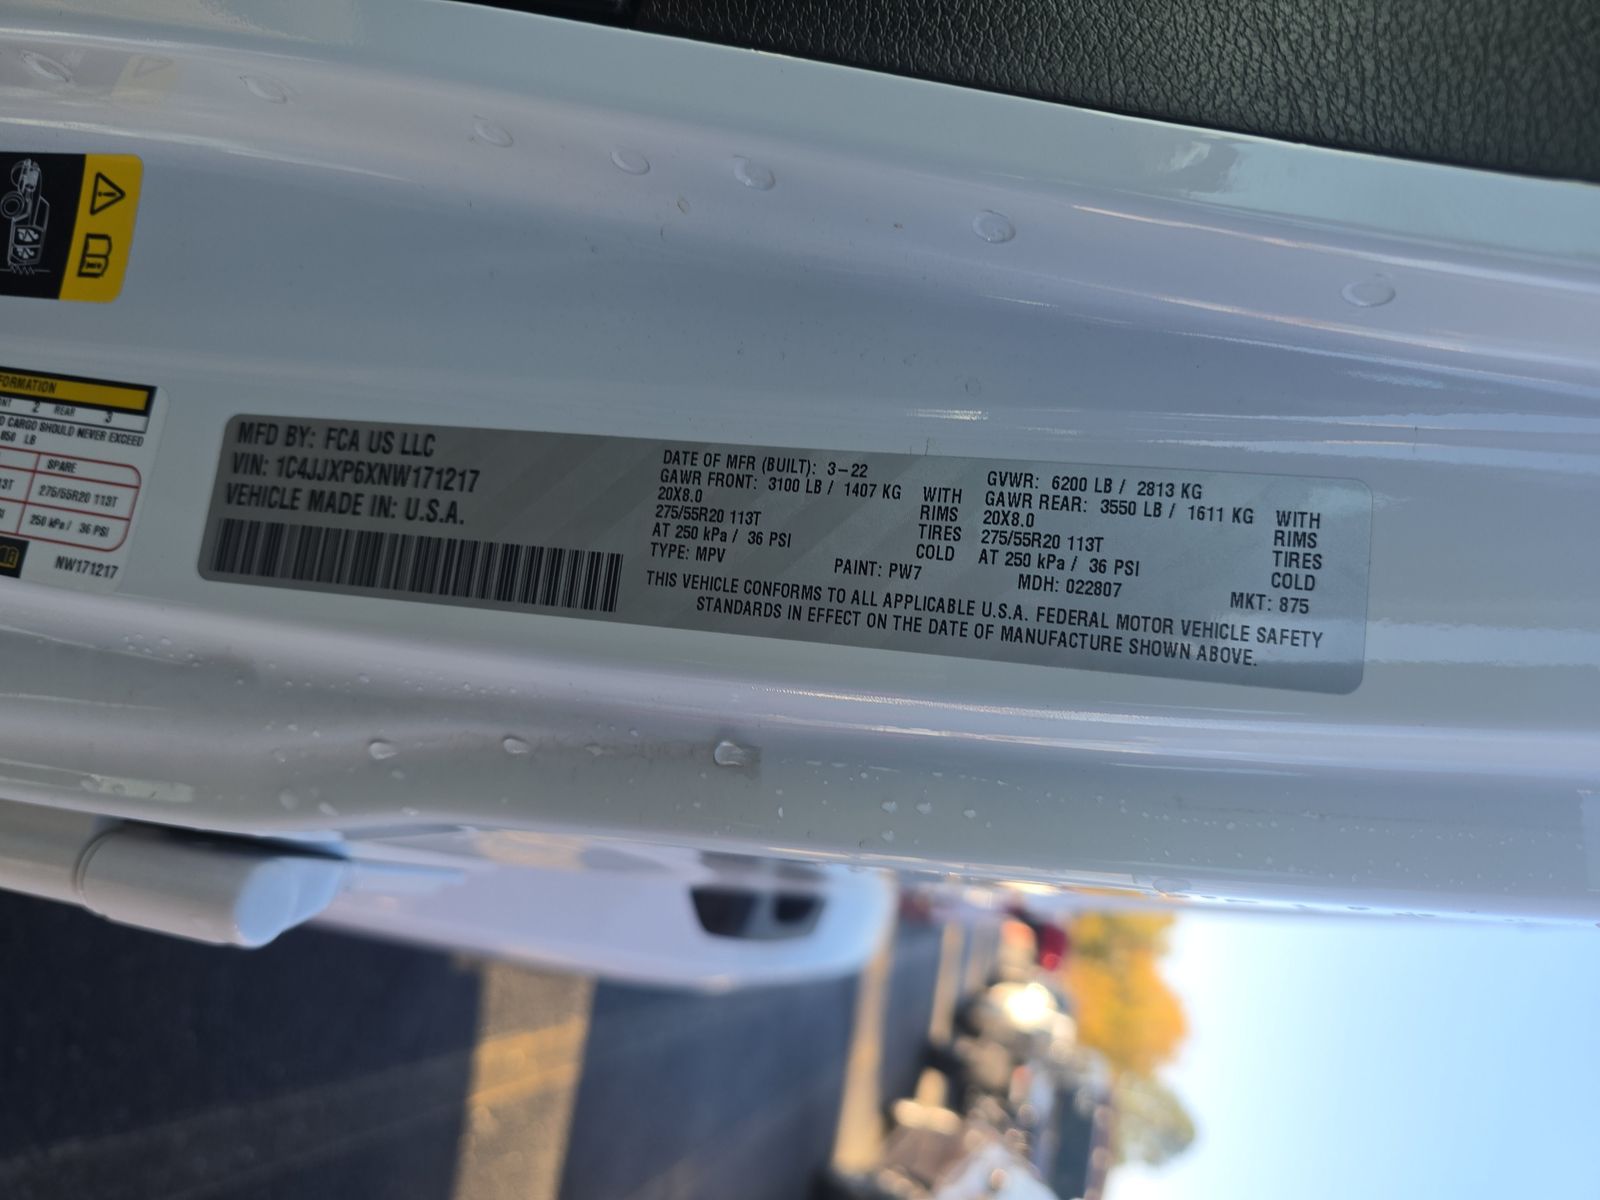 FORMATION
2 REAR 3
CARGO SHOULD NEVER EXCEED
850 LB
SPARE
275/55R20 113T
250 kPa / 36 PSI
NW171217
MFD BY: FCA US LLC
VIN: 1C4JJXP6XNW171217
VEHICLE MADE IN: U.S.A.
DATE OF MFR (BUILT): 3-22
GAWR FRONT: 3100 LB / 1407 KG WITH
20X8.0 RIMS
275/55R20 113T TIRES
AT 250 kPa / 36 PSI COLD
TYPE: MPV PAINT: PW7
GVWR: 6200 LB / 2813 KG
GAWR REAR: 3550 LB / 1611 KG WITH
20X8.0 RIMS
275/55R20 113T TIRES
AT 250 kPa / 36 PSI COLD
MDH: 022807 MKT: 875
THIS VEHICLE CONFORMS TO ALL APPLICABLE U.S.A. FEDERAL MOTOR VEHICLE SAFETY
STANDARDS IN EFFECT ON THE DATE OF MANUFACTURE SHOWN ABOVE.